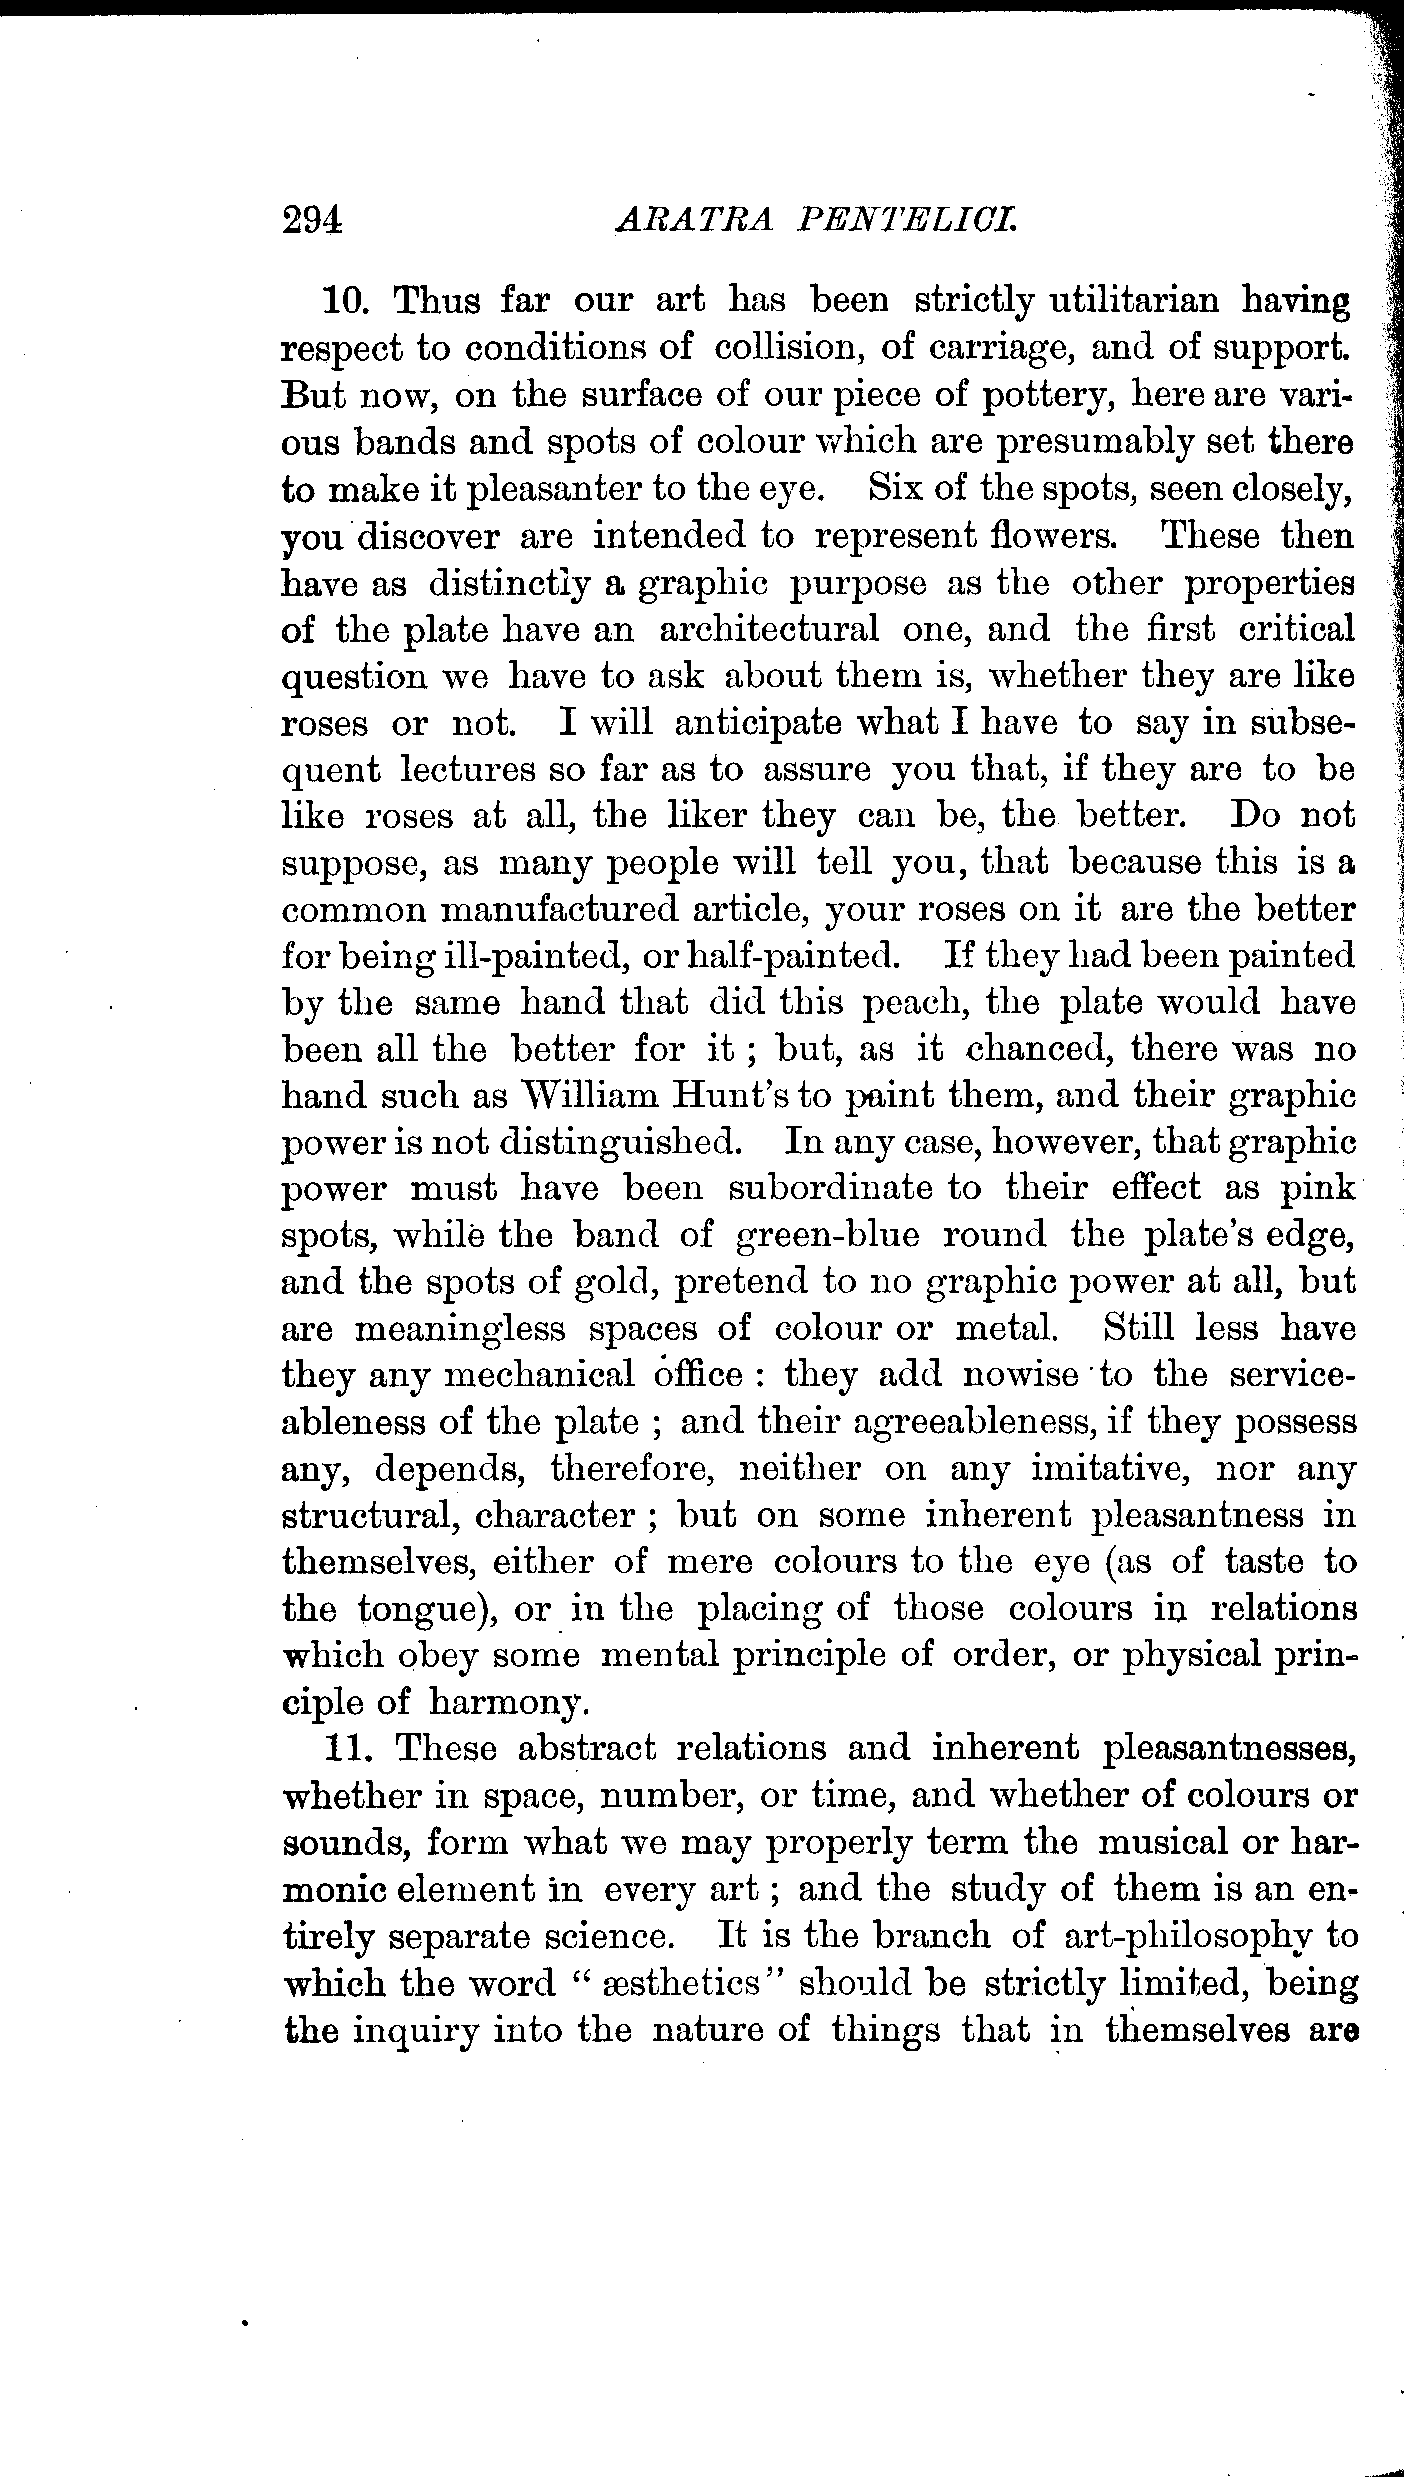 294 ARATRA PENTELICI.
10. Thus far our art has been strictly utilitarian having
respect to conditions of collision, of carriage, and of support.
But now, on the surface of our piece of pottery, here are vari-
ous bands and spots of colour which are presumably set there
to make it pleasanter to the eye. Six of the spots, seen closely,
you discover are intended to represent flowers. These then
have as distinctly a graphic purpose as the other properties
of the plate have an architectural one, and the first critical
question we have to ask about them is, whether they are like
roses or not. I will anticipate what I have to say in subse-
quent lectures so far as to assure you that, if they are to be
like roses at all, the liker they can be, the better. Do not
suppose, as many people will tell you, that because this is a
common manufactured article, your roses on it are the better
for being ill-painted, or half-painted. If they had been painted
by the same hand that did this peach, the plate would have
been all the better for it ; but, as it chanced, there was no
hand such as William Hunt's to paint them, and their graphic
power is not distinguished. In any case, however, that graphic
power must have been subordinate to their effect as pink
spots, while the band of green-blue round the plate's edge,
and the spots of gold, pretend to no graphic power at all, but
are meaningless spaces of colour or metal. Still less have
they any mechanical office : they add nowise to the service-
ableness of the plate ; and their agreeableness, if they possess
any, depends, therefore, neither on any imitative, nor any
structural, character ; but on some inherent pleasantness in
themselves, either of mere colours to the eye (as of taste to
the tongue), or in the placing of those colours in relations
which obey some mental principle of order, or physical prin-
ciple of harmony.
11. These abstract relations and inherent pleasantnesses,
whether in space, number, or time, and whether of colours or
sounds, form what we may properly term the musical or har-
monic element in every art ; and the study of them is an en-
tirely separate science. It is the branch of art-philosophy to
which the word " æsthetics" should be strictly limited, being
the inquiry into the nature of things that in themselves are